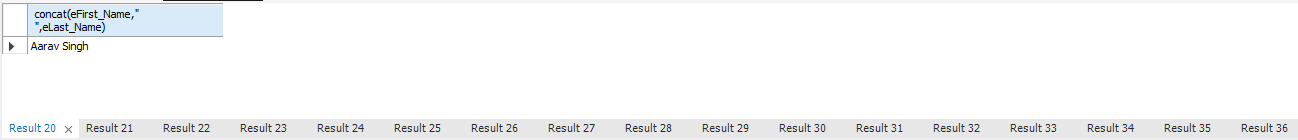 concat(eFirst_Name,"
",eLast_Name)
Aarav Singh
Result 20 × Result 21 Result 22 Result 23 Result 24 Result 25 Result 26 Result 27 Result 28 Result 29 Result 30 Result 31 Result 32 Result 33 Result 34 Result 35 Result 36